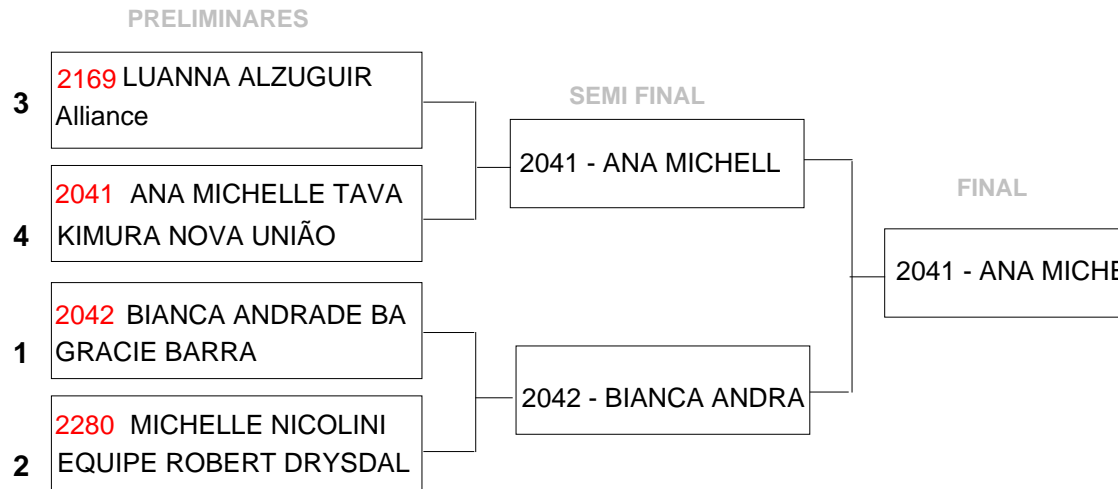 PRELIMINARES
3
2169 LUANNA ALZUGUIR
Alliance
4
2041 ANA MICHELLE TAVA
KIMURA NOVA UNIÃO
1
2042 BIANCA ANDRADE BA
GRACIE BARRA
2
2280 MICHELLE NICOLINI
EQUIPE ROBERT DRYSDAL
SEMI FINAL
2041 - ANA MICHELL
2042 - BIANCA ANDRA
FINAL
2041 - ANA MICHE